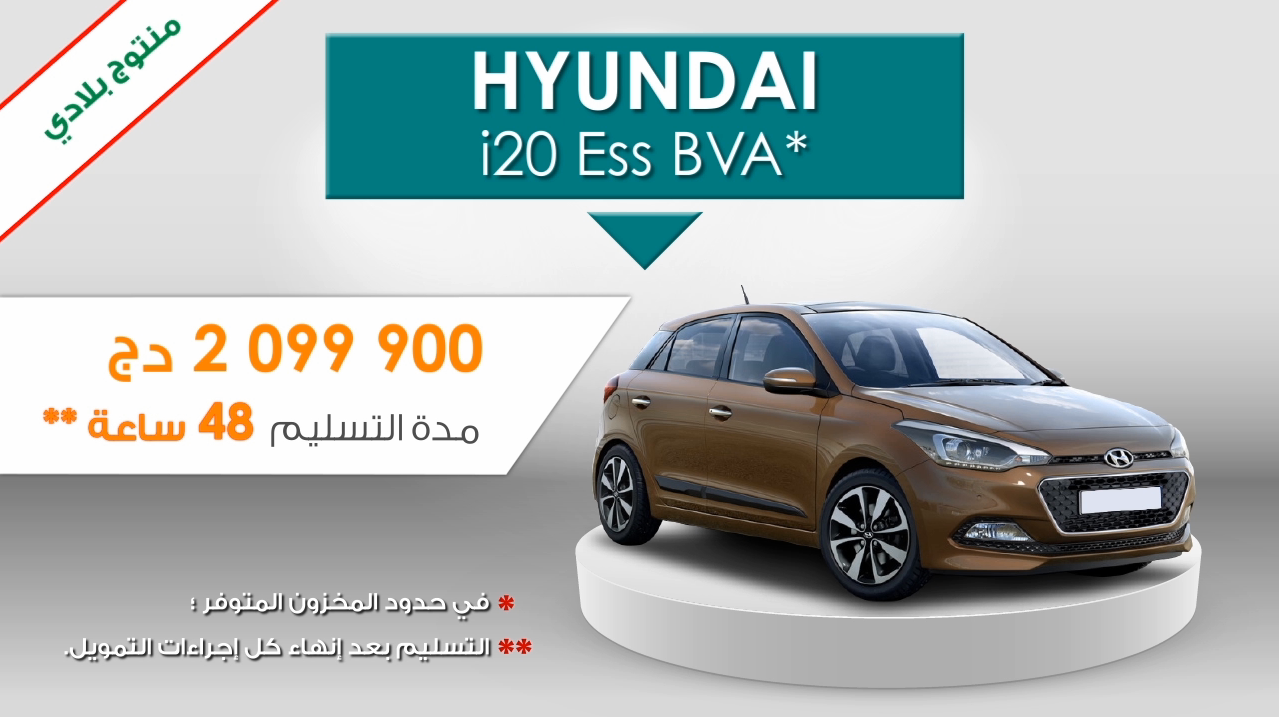 منتوج بلادي
HYUNDAI
i20 Ess BVA*
2 099 900 دج
مدة التسليم 48 ساعة **
* في حدود المخزون المتوفر ؛
** التسليم بعد إنهاء كل إجراءات التمويل.